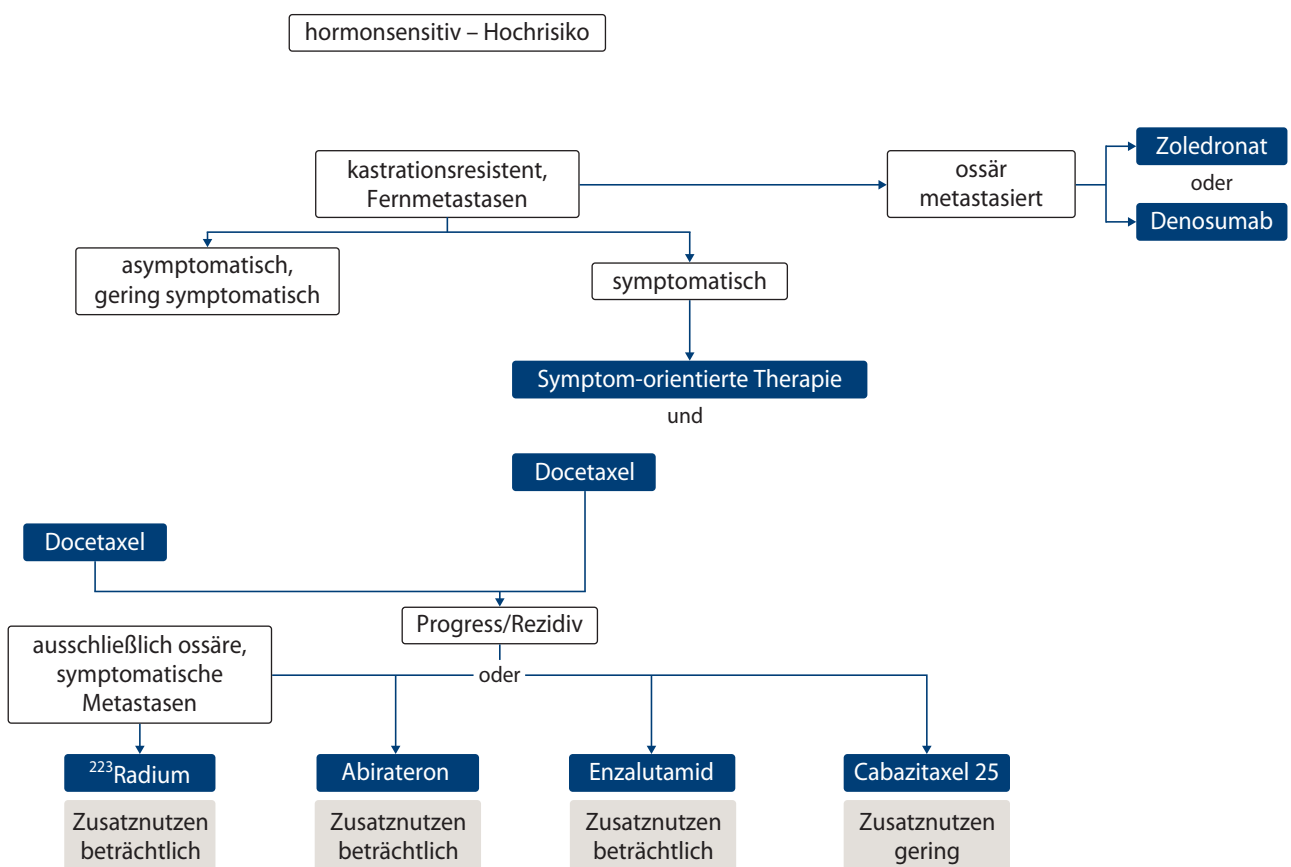 hormonsensitiv – Hochrisiko
kastrationsresistent,
Fernmetastasen
ossär
metastasiert
Zoledronat
oder
Denosumab
asymptomatisch,
gering symptomatisch
symptomatisch
Symptom-orientierte Therapie
und
Docetaxel
Docetaxel
Progress/Rezidiv
oder
ausschließlich ossäre,
symptomatische
Metastasen
²²³Radium
Abirateron
Enzalutamid
Cabazitaxel 25
Zusatznutzen
beträchtlich
Zusatznutzen
beträchtlich
Zusatznutzen
beträchtlich
Zusatznutzen
gering